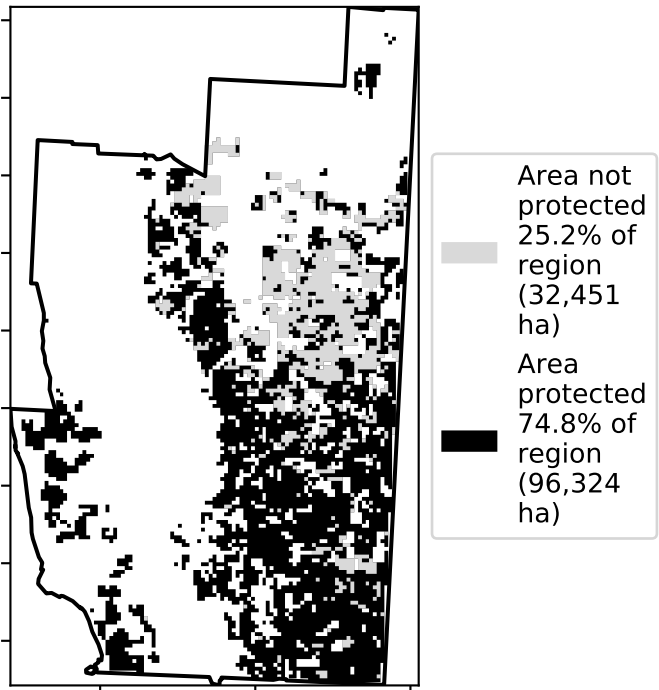 Area not
protected
25.2% of
region
(32,451
ha)
Area
protected
74.8% of
region
(96,324
ha)